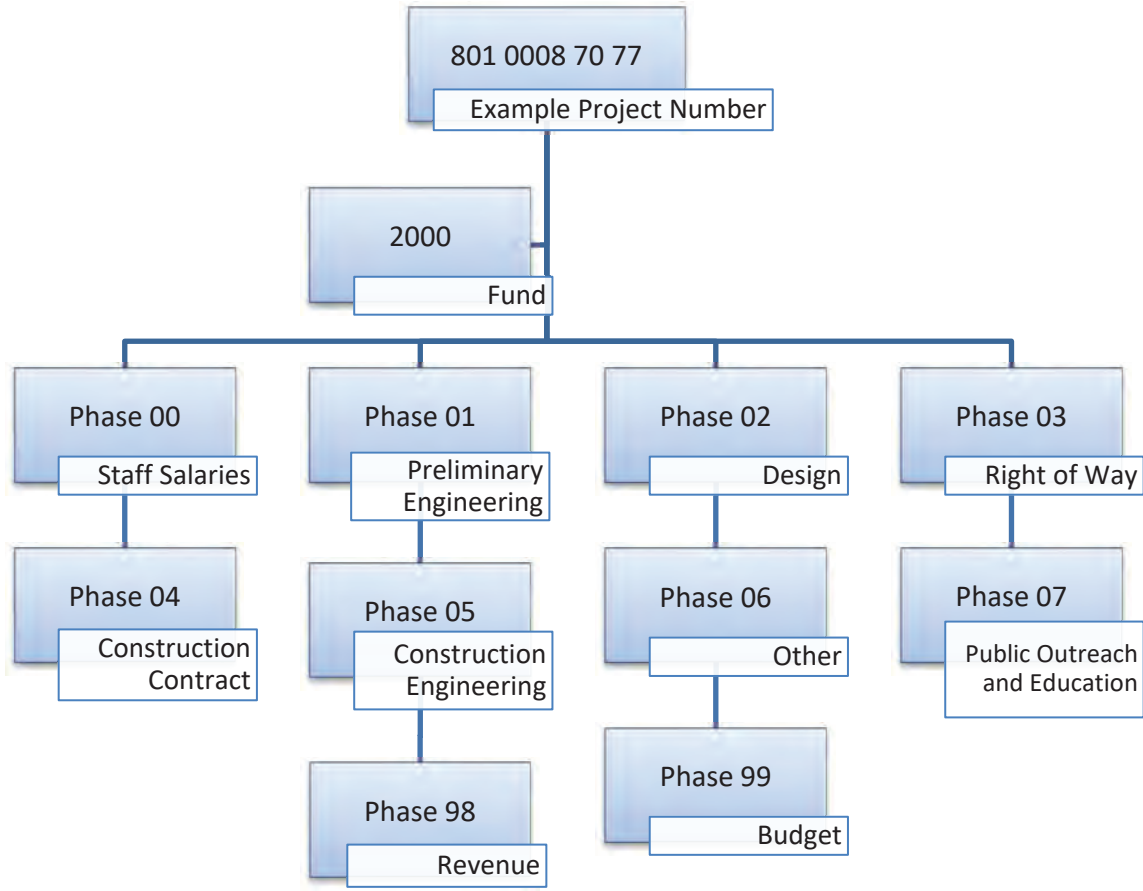 801 0008 70 77
Example Project Number
2000
Fund
Phase 00
Staff Salaries
Phase 01
Preliminary
Engineering
Phase 02
Design
Phase 03
Right of Way
Phase 04
Construction
Contract
Phase 05
Construction
Engineering
Phase 06
Other
Phase 07
Public Outreach
and Education
Phase 98
Revenue
Phase 99
Budget